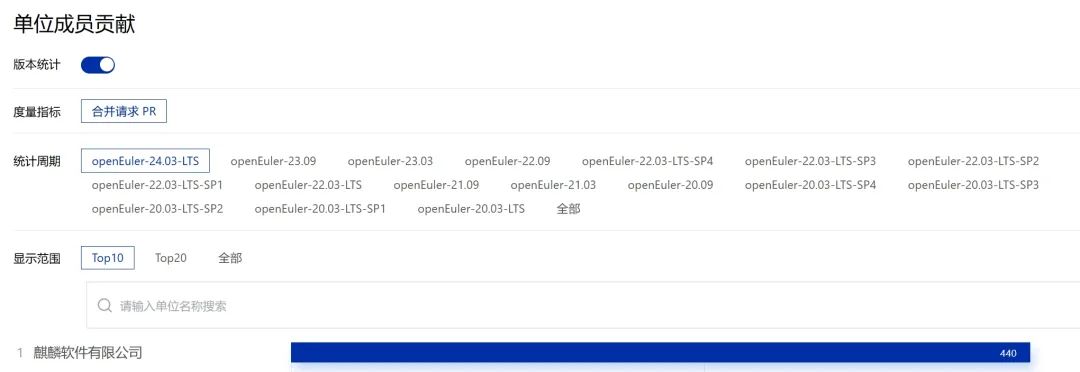 单位成员贡献
版本统计
度量指标 合并请求 PR
统计周期 openEuler-24.03-LTS openEuler-23.09 openEuler-23.03 openEuler-22.09 openEuler-22.03-LTS-SP4 openEuler-22.03-LTS-SP3 openEuler-22.03-LTS-SP2
openEuler-22.03-LTS-SP1 openEuler-22.03-LTS openEuler-21.09 openEuler-21.03 openEuler-20.09 openEuler-20.03-LTS-SP4 openEuler-20.03-LTS-SP3
openEuler-20.03-LTS-SP2 openEuler-20.03-LTS-SP1 openEuler-20.03-LTS 全部
显示范围 Top10 Top20 全部
请输入单位名称搜索
1 麒麟软件有限公司 440